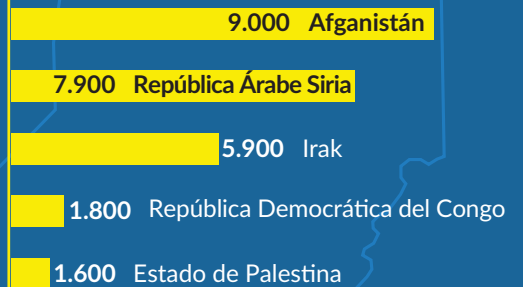 9.000 Afganistán
7.900 República Árabe Siria
5.900 Irak
1.800 República Democrática del Congo
1.600 Estado de Palestina